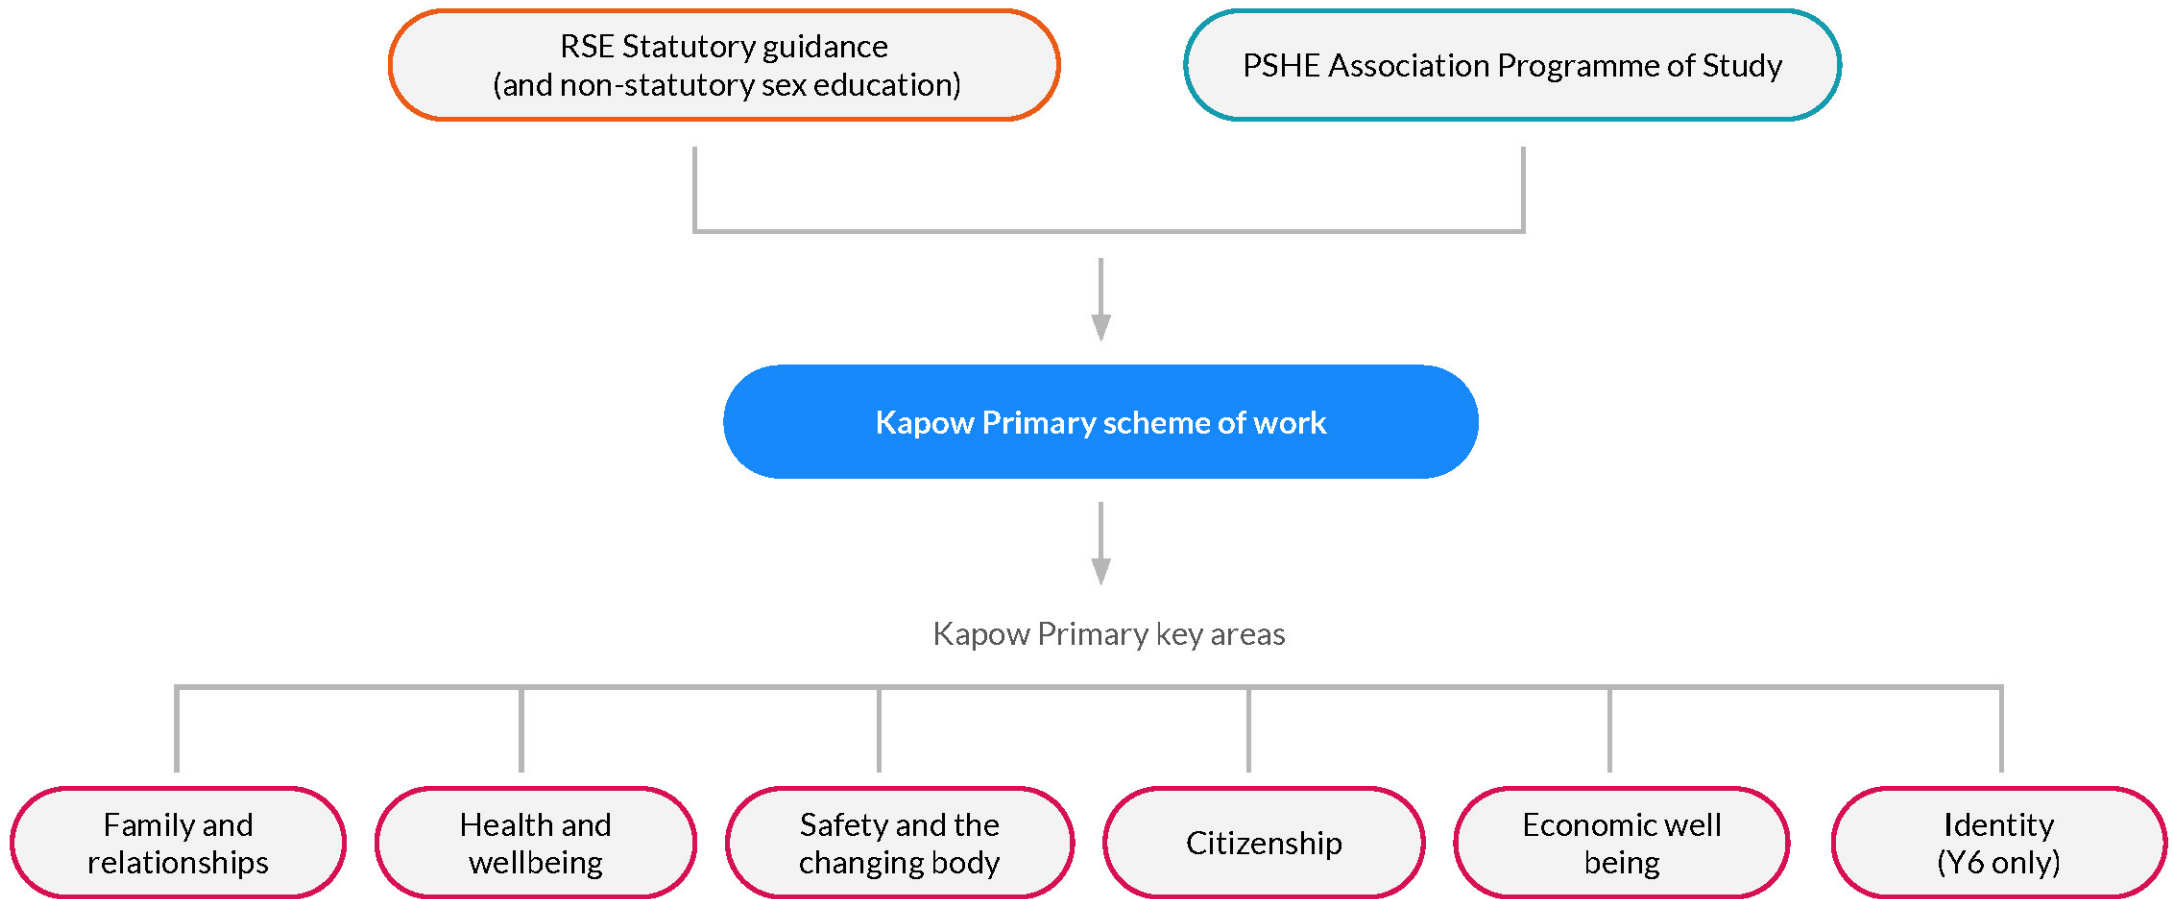 RSE Statutory guidance
(and non-statutory sex education)
PSHE Association Programme of Study
Kapow Primary scheme of work
Kapow Primary key areas
Family and
relationships
Health and
wellbeing
Safety and the
changing body
Citizenship
Economic well
being
Identity
(Y6 only)